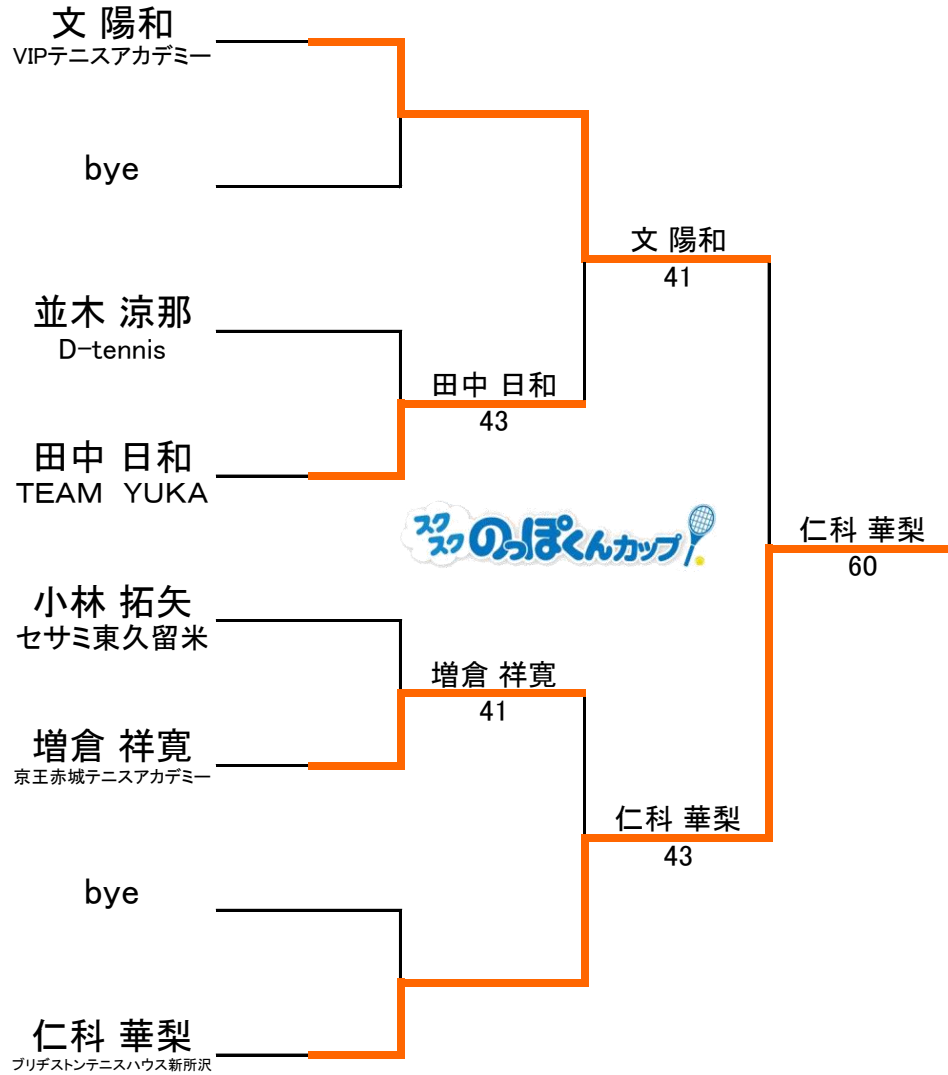 文 陽和
VIPテニスアカデミー
bye
文 陽和
41
並木 涼那
D-tennis
田中 日和
43
田中 日和
TEAM YUKA
スクスクのっぽくんカップ
仁科 華梨
60
小林 拓矢
セサミ東久留米
増倉 祥寛
41
増倉 祥寛
京王赤城テニスアカデミー
仁科 華梨
43
bye
仁科 華梨
ブリヂストンテニスハウス新所沢